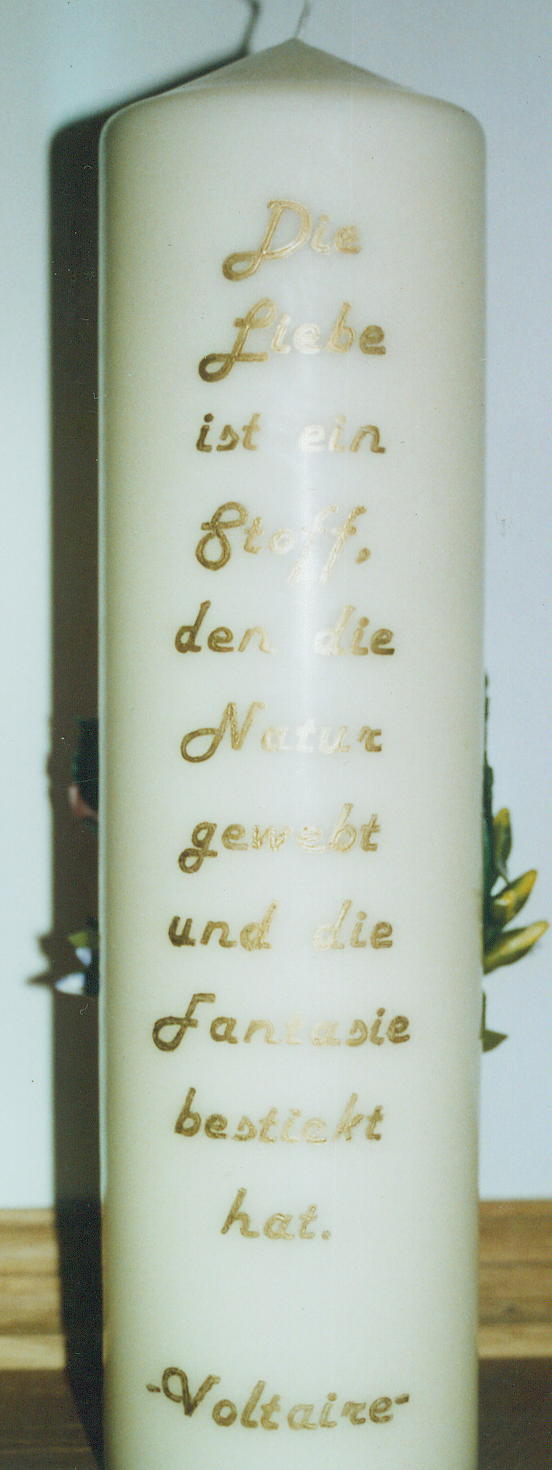 Die
Liebe
ist ein
Stoff,
den die
Natur
gewebt
und die
Fantasie
bestickt
hat.
-Voltaire-